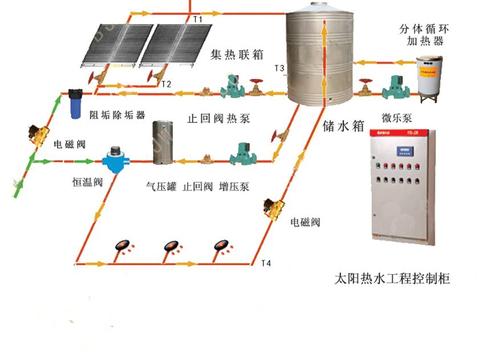 T1
分体循环
加热器
集热联箱
T3
T2
阻垢除垢器
止回阀热泵
储水箱
微乐泵
电磁阀
恒温阀
气压罐 止回阀 增压泵
电磁阀
T4
太阳热水工程控制柜